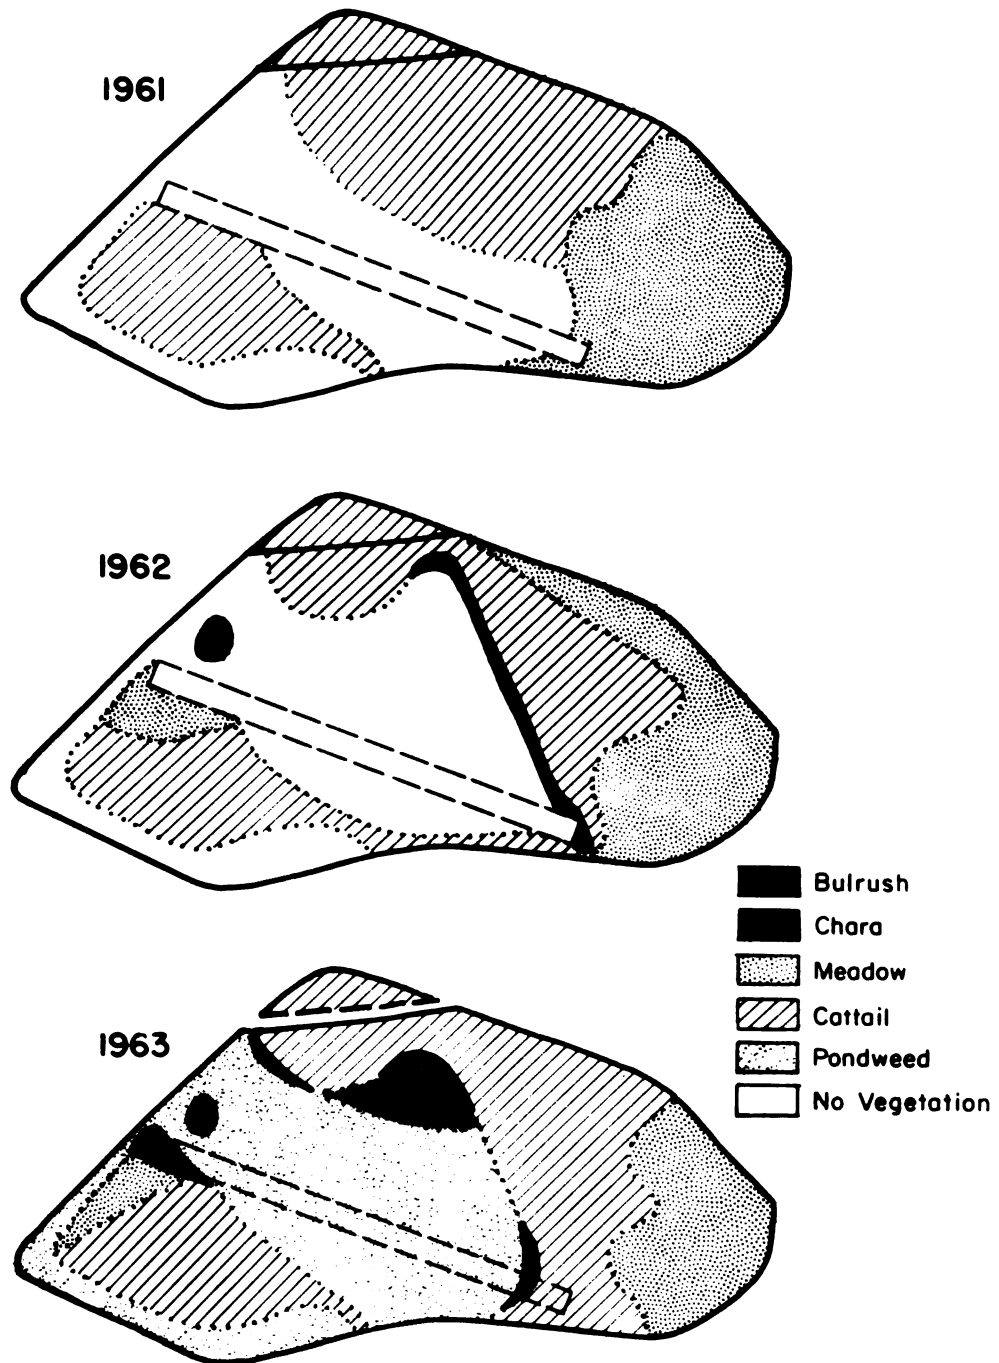 1961
1962
Bulrush
Chara
Meadow
Cattail
Pondweed
No Vegetation
1963